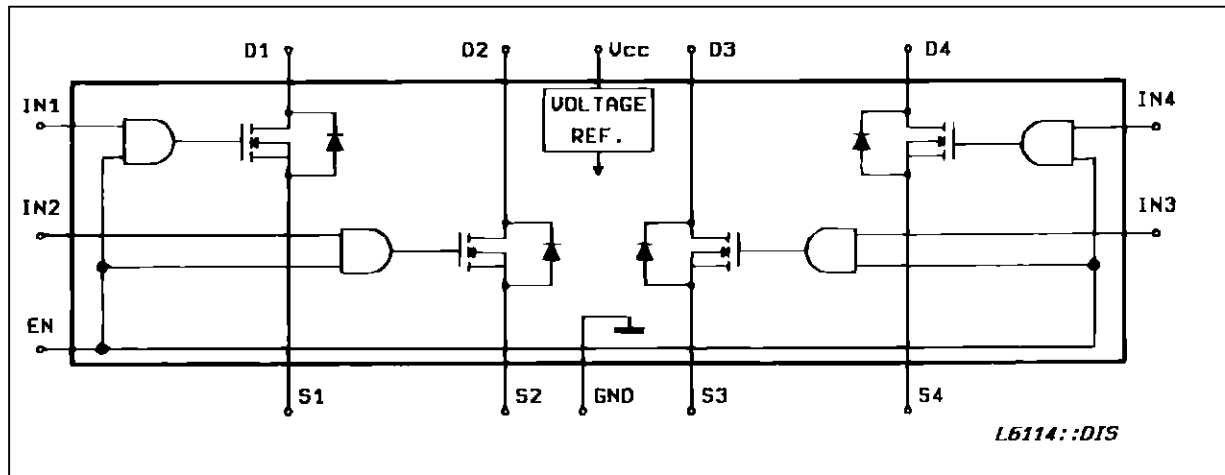 D1 D2 Vcc D3 D4
IN1 VOLTAGE IN4
REF.
IN2 IN3
EN
S1 S2 GND S3 S4
L6114::DIS